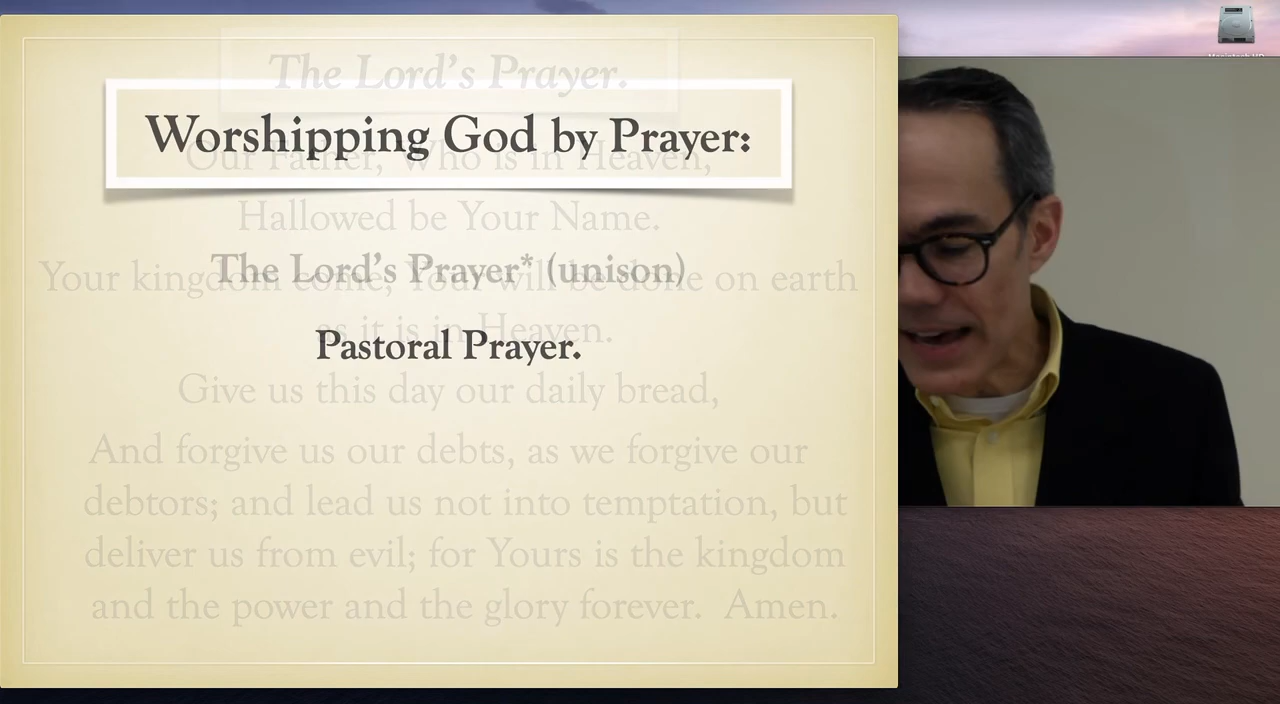 The Lord's Prayer.
Worshipping God by Prayer:
Our Father, Who is in Heaven,
Hallowed be Your Name.
The Lord's Prayer* (unison)
Your kingdom come, Your will be done on earth
as it is in Heaven.
Pastoral Prayer.
Give us this day our daily bread,
And forgive us our debts, as we forgive our
debtors; and lead us not into temptation, but
deliver us from evil; for Yours is the kingdom
and the power and the glory forever. Amen.